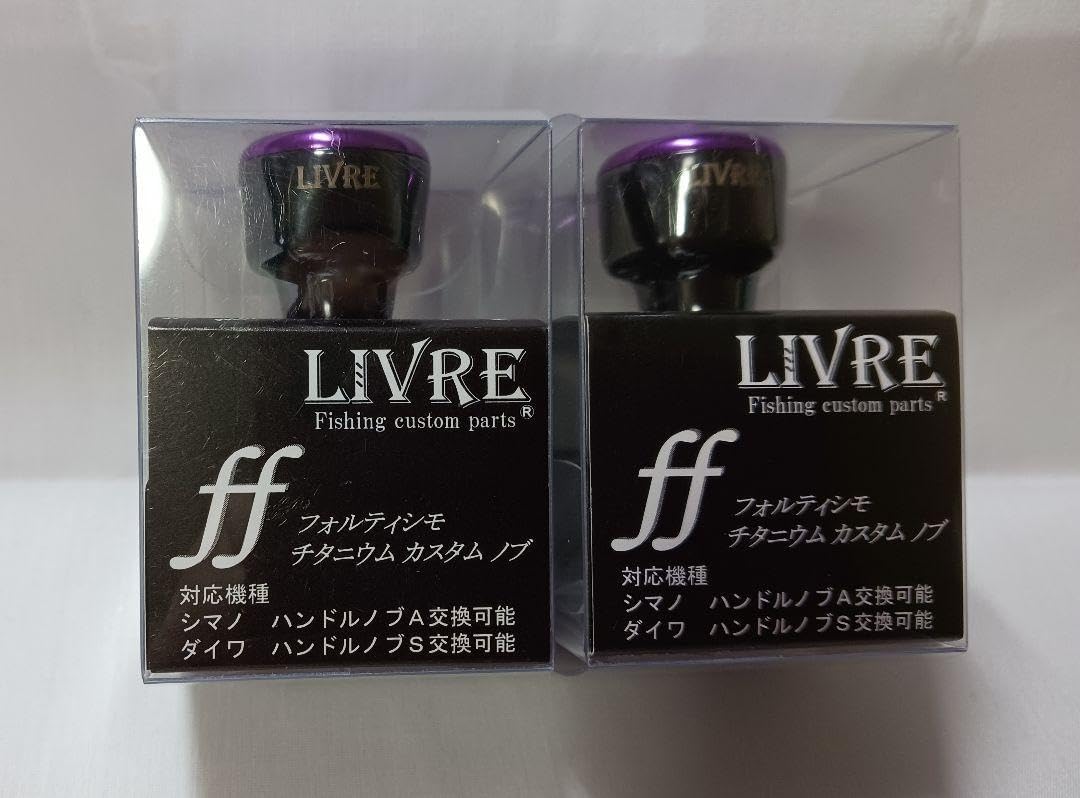 LIVRE
LIVRE
Fishing custom parts®
ff
フォルティシモ
チタニウム カスタム ノブ
対応機種
シマノ ハンドルノブA交換可能
ダイワ ハンドルノブS交換可能
LIVRE
LIVRE
Fishing custom parts®
ff
フォルティシモ
チタニウム カスタム ノブ
対応機種
シマノ ハンドルノブA交換可能
ダイワ ハンドルノブS交換可能